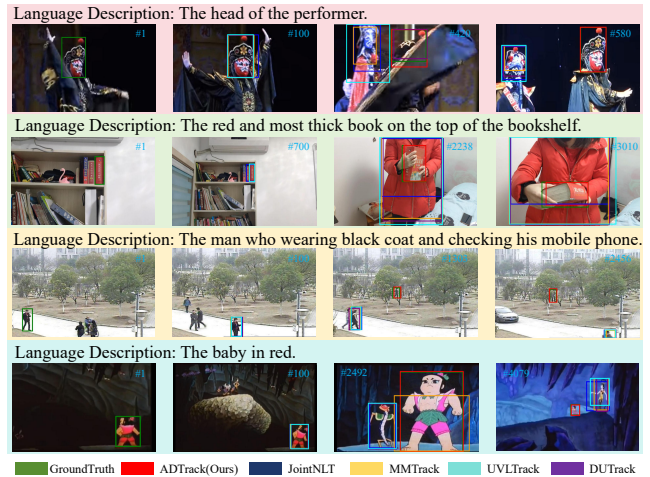 Language Description: The head of the performer.
#1 #100 #420 #580
Language Description: The red and most thick book on the top of the bookshelf.
#1 #700 #2238 #3010
Language Description: The man who wearing black coat and checking his mobile phone.
Language Description: The baby in red.
#1 #100 #2492 #4079
GroundTruth ADTrack(Ours) JointNLT MMTrack UVLTrack DUTrack